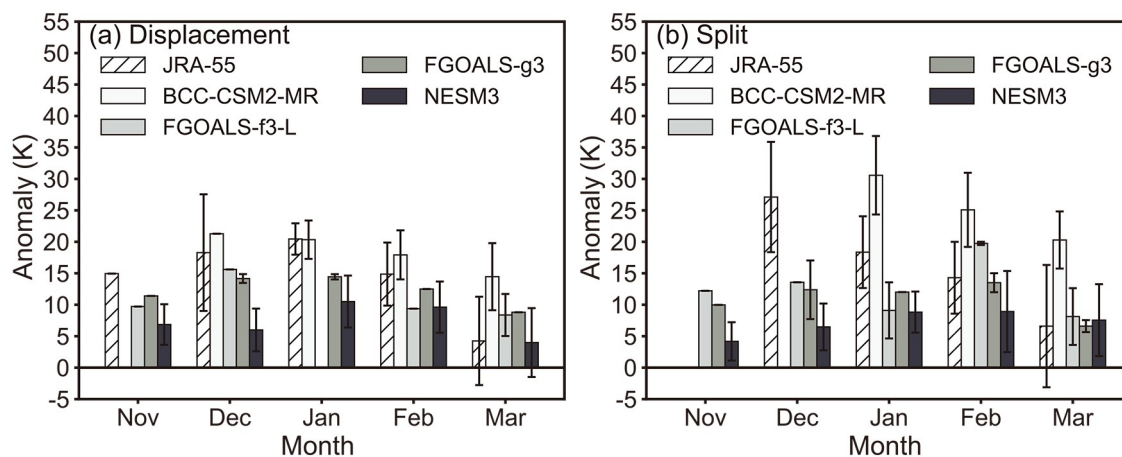 (a) Displacement
JRA-55
BCC-CSM2-MR
FGOALS-f3-L
FGOALS-g3
NESM3
Anomaly (K)
55
50
45
40
35
30
25
20
15
10
5
0
-5
Nov Dec Jan Feb Mar
Month
(b) Split
JRA-55
BCC-CSM2-MR
FGOALS-f3-L
FGOALS-g3
NESM3
Anomaly (K)
55
50
45
40
35
30
25
20
15
10
5
0
-5
Nov Dec Jan Feb Mar
Month